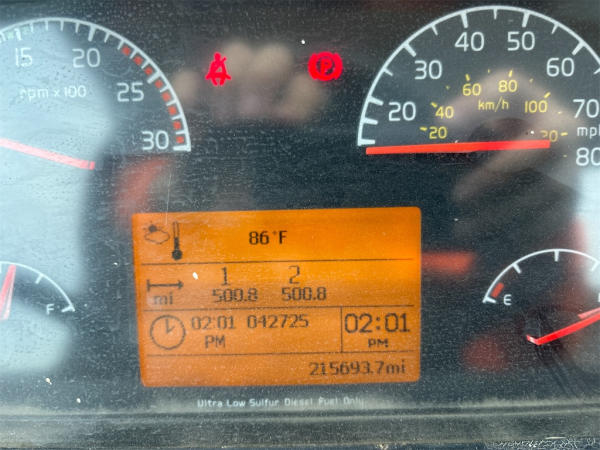 15
20
25
30
rpm x 100
P
20
30
40
50
60
70
80
mph
20
40
60
80
100
km/h
86°F
1 2
mi 500.8 500.8
02:01 042725
PM
02:01
PM
215693.7mi
F
E
Ultra Low Sulfur Diesel Fuel Only